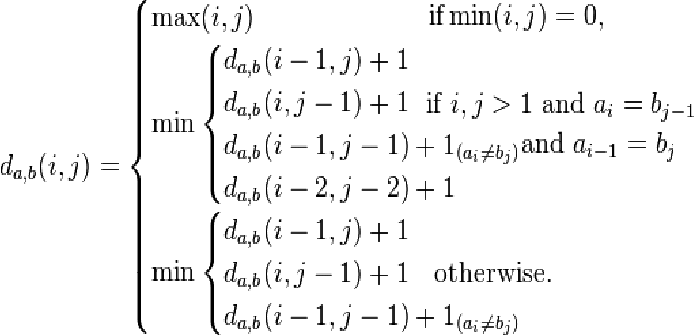 max(i, j) if min(i, j) = 0,
d_{a,b}(i − 1, j) + 1
d_{a,b}(i, j − 1) + 1 if i, j > 1 and a_i = b_{j−1}
min
d_{a,b}(i − 1, j − 1) + 1_{(a_i≠b_j)} and a_{i−1} = b_j
d_{a,b}(i, j) =
d_{a,b}(i − 2, j − 2) + 1
d_{a,b}(i − 1, j) + 1
min d_{a,b}(i, j − 1) + 1 otherwise.
d_{a,b}(i − 1, j − 1) + 1_{(a_i≠b_j)}